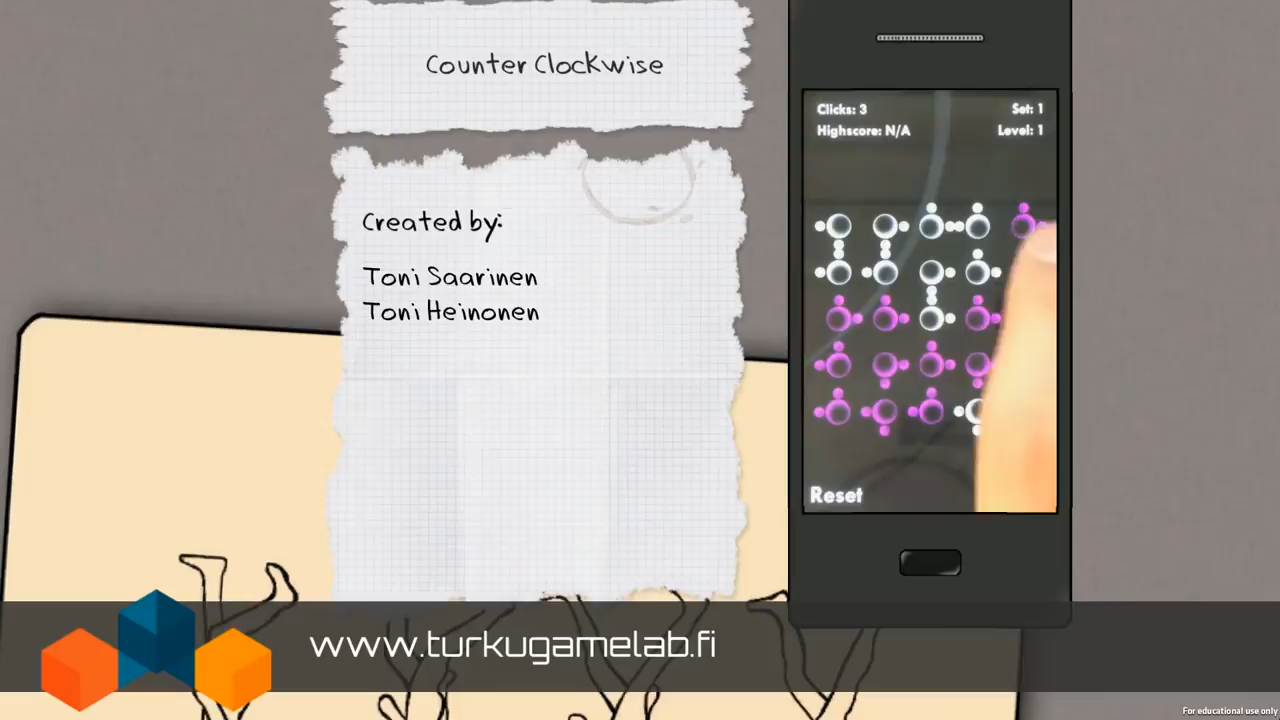 Counter Clockwise
Created by:
Toni Saarinen
Toni Heinonen
Clicks: 3
Set: 1
Highscore: N/A
Level: 1
Reset
www.turkugamelab.fi
For educational use only